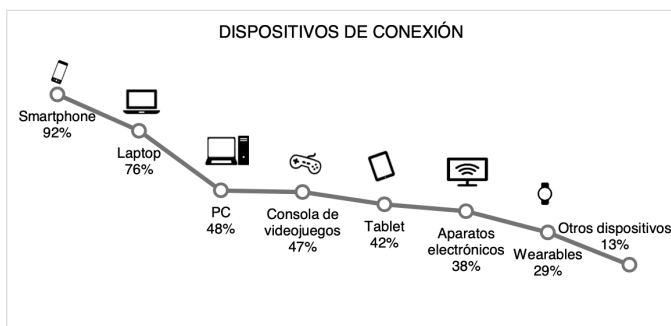 DISPOSITIVOS DE CONEXIÓN
Smartphone
92%
Laptop
76%
PC
48%
Consola de
videojuegos
47%
Tablet
42%
Aparatos
electrónicos
38%
Wearables
29%
Otros dispositivos
13%